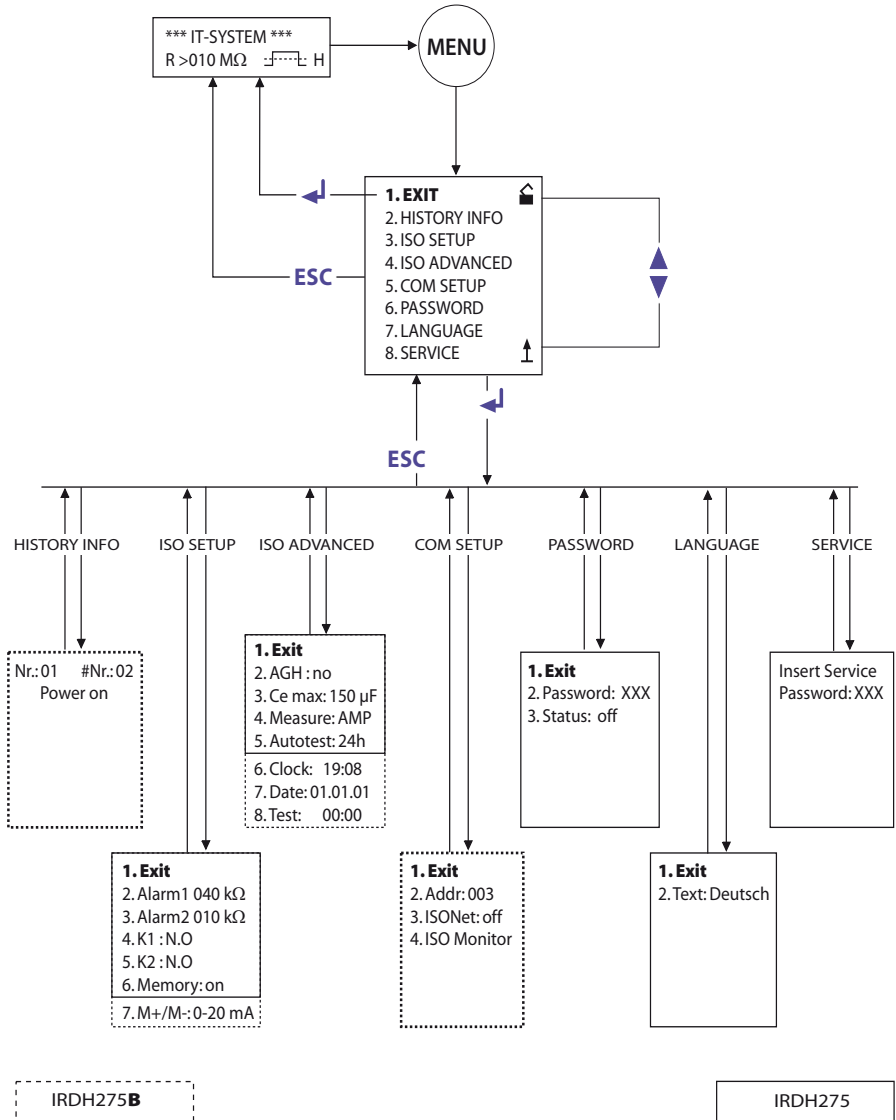 *** IT-SYSTEM ***
R >010 MΩ H
MENU
1. EXIT
2. HISTORY INFO
3. ISO SETUP
4. ISO ADVANCED
5. COM SETUP
6. PASSWORD
7. LANGUAGE
8. SERVICE
ESC
ESC
HISTORY INFO ISO SETUP ISO ADVANCED COM SETUP PASSWORD LANGUAGE SERVICE
Nr.: 01 #Nr.: 02
Power on
1. Exit
2. AGH : no
3. Ce max: 150 µF
4. Measure: AMP
5. Autotest: 24h
6. Clock: 19:08
7. Date: 01.01.01
8. Test: 00:00
1. Exit
2. Password: XXX
3. Status: off
Insert Service
Password: XXX
1. Exit
2. Alarm1 040 kΩ
3. Alarm2 010 kΩ
4. K1 : N.O
5. K2 : N.O
6. Memory: on
7. M+/M-: 0-20 mA
1. Exit
2. Addr: 003
3. ISONet: off
4. ISO Monitor
1. Exit
2. Text: Deutsch
IRDH275B
IRDH275